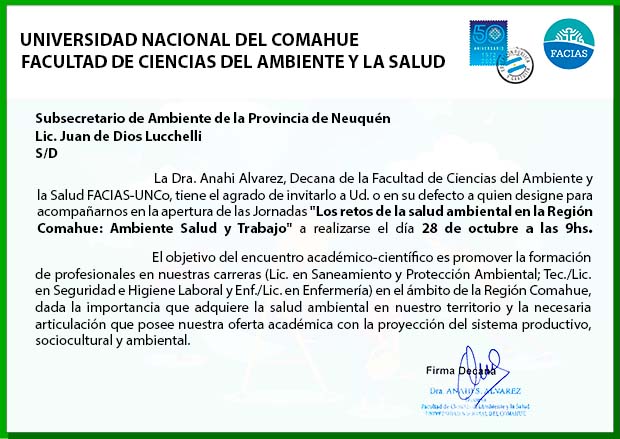 UNIVERSIDAD NACIONAL DEL COMAHUE
FACULTAD DE CIENCIAS DEL AMBIENTE Y LA SALUD
50
ANIVERSARIO
FACIAS
Subsecretario de Ambiente de la Provincia de Neuquén
Lic. Juan de Dios Lucchelli
S/D
La Dra. Anahi Alvarez, Decana de la Facultad de Ciencias del Ambiente y
la Salud FACIAS-UNCo, tiene el agrado de invitarlo a Ud. o en su defecto a quien designe para
acompañarnos en la apertura de las Jornadas "Los retos de la salud ambiental en la Región
Comahue: Ambiente Salud y Trabajo" a realizarse el día 28 de octubre a las 9hs.
El objetivo del encuentro académico-científico es promover la formación
de profesionales en nuestras carreras (Lic. en Saneamiento y Protección Ambiental; Tec./Lic.
en Seguridad e Higiene Laboral y Enf./Lic. en Enfermería) en el ámbito de la Región Comahue,
dada la importancia que adquiere la salud ambiental en nuestro territorio y la necesaria
articulación que posee nuestra oferta académica con la proyección del sistema productivo,
sociocultural y ambiental.
Firma Decana
Dra. ANAHI S. ALVAREZ
Facultad de Ciencias del Ambiente y la Salud
UNIVERSIDAD NACIONAL DEL COMAHUE